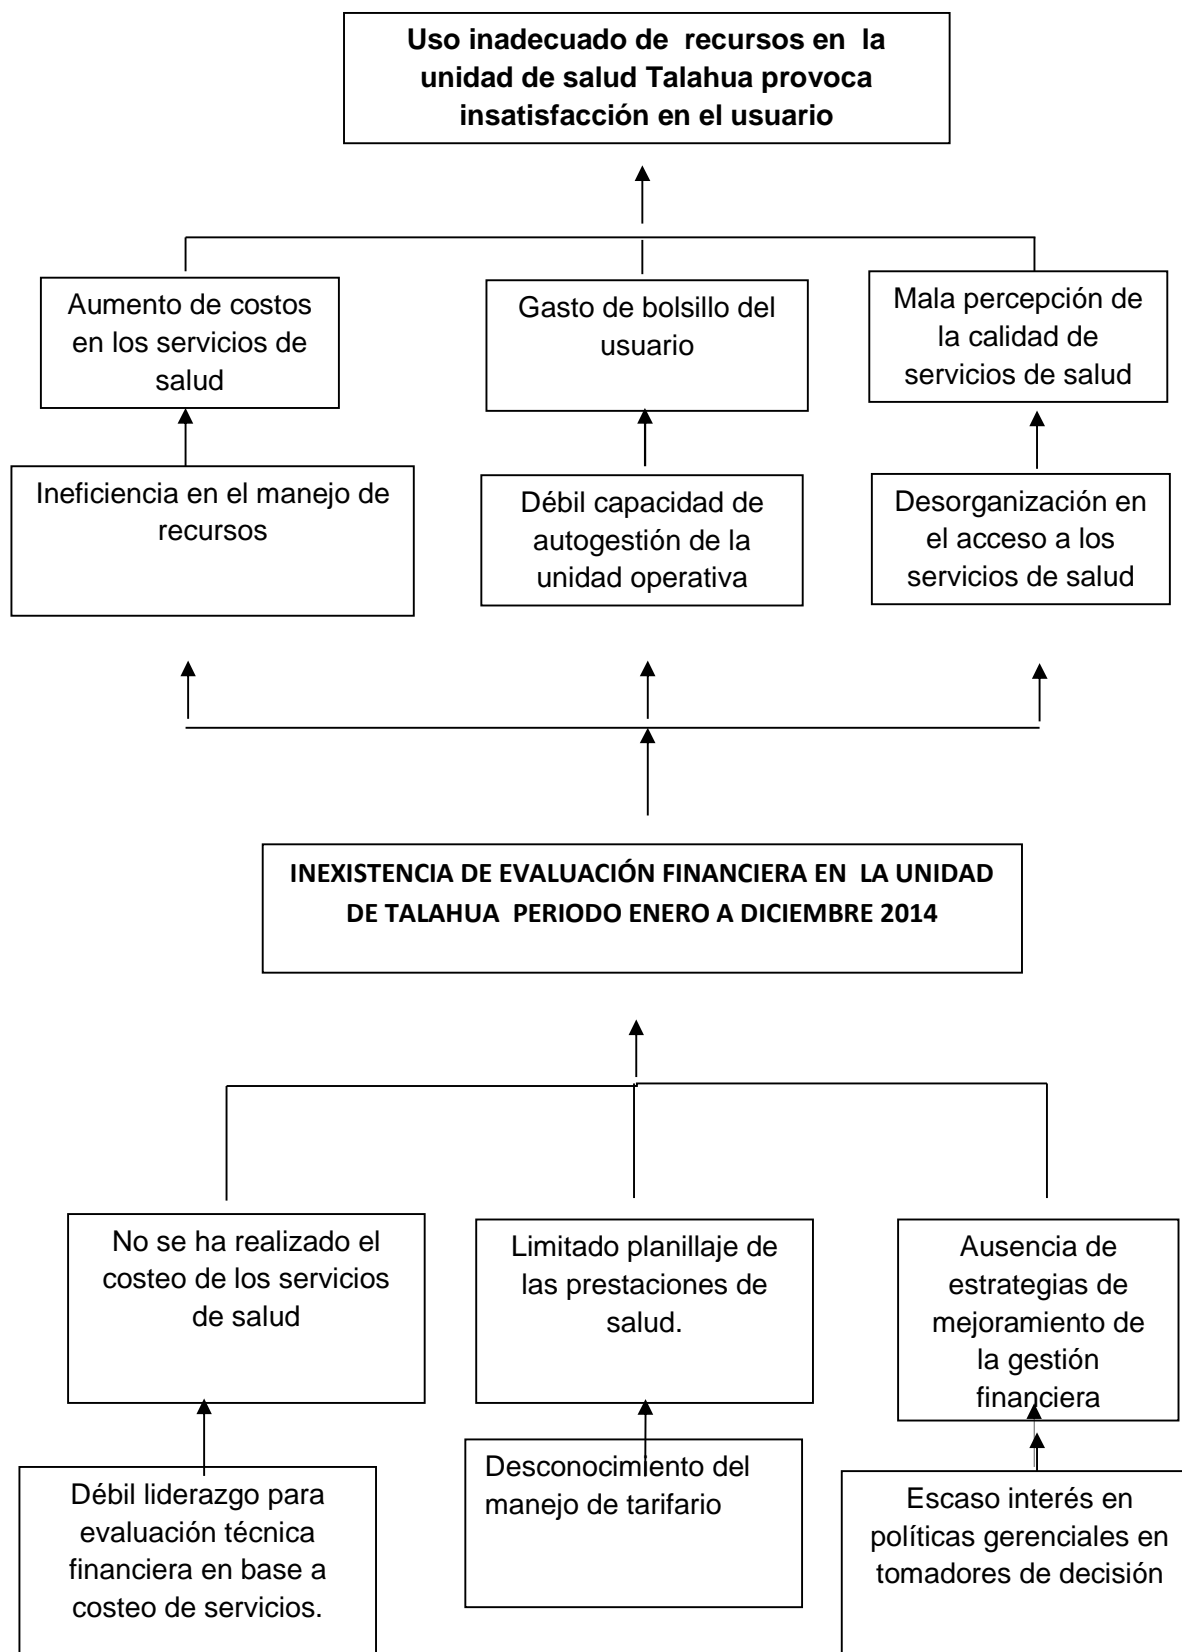 Uso inadecuado de recursos en la
unidad de salud Talahua provoca
insatisfacción en el usuario
Aumento de costos
en los servicios de
salud
Gasto de bolsillo del
usuario
Mala percepción de
la calidad de
servicios de salud
Ineficiencia en el manejo de
recursos
Débil capacidad de
autogestión de la
unidad operativa
Desorganización en
el acceso a los
servicios de salud
INEXISTENCIA DE EVALUACIÓN FINANCIERA EN LA UNIDAD
DE TALAHUA PERIODO ENERO A DICIEMBRE 2014
No se ha realizado el
costeo de los servicios
de salud
Limitado planillaje de
las prestaciones de
salud.
Ausencia de
estrategias de
mejoramiento de
la gestión
financiera
Débil liderazgo para
evaluación técnica
financiera en base a
costeo de servicios.
Desconocimiento del
manejo de tarifario
Escaso interés en
políticas gerenciales en
tomadores de decisión